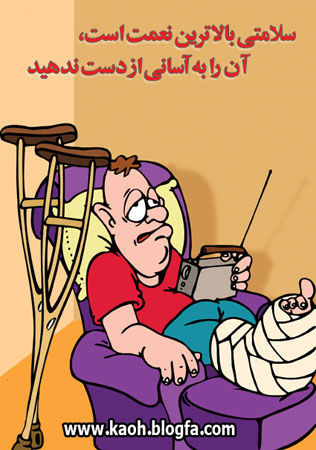 سلامتی بالاترین نعمت است،
آن را به آسانی از دست ندهید
www.kaoh.blogfa.com